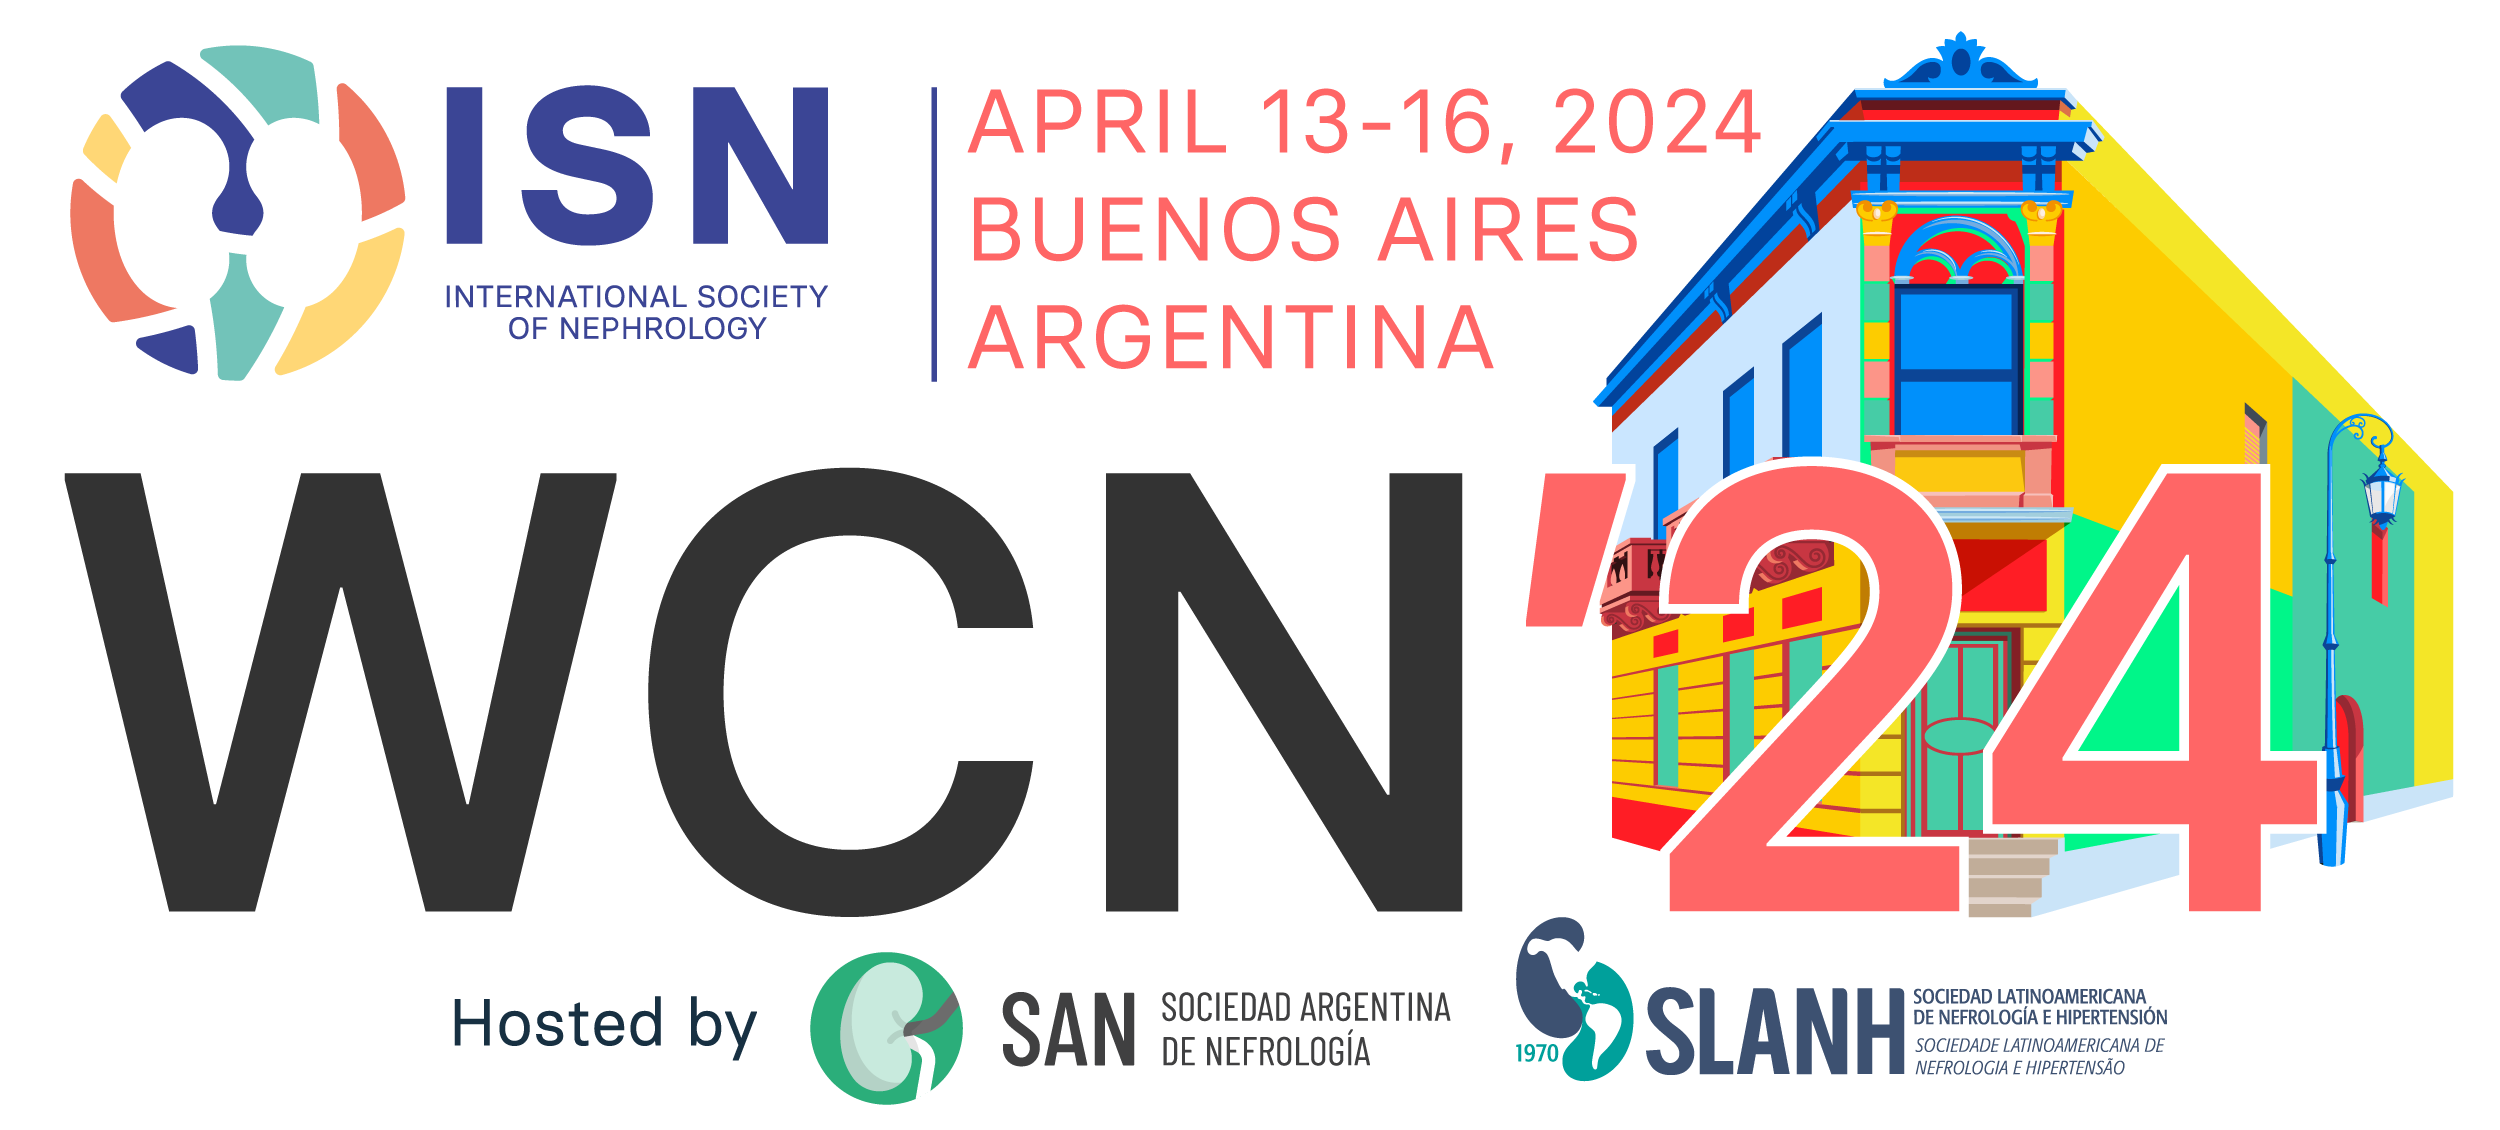 ISN
INTERNATIONAL SOCIETY
OF NEPHROLOGY
APRIL 13-16, 2024
BUENOS AIRES
ARGENTINA
WCN'24
Hosted by
SAN
SOCIEDAD ARGENTINA
DE NEFROLOGÍA
1970
SLANH
SOCIEDAD LATINOAMERICANA
DE NEFROLOGÍA E HIPERTENSIÓN
SOCIEDADE LATINOAMERICANA DE
NEFROLOGIA E HIPERTENSÃO